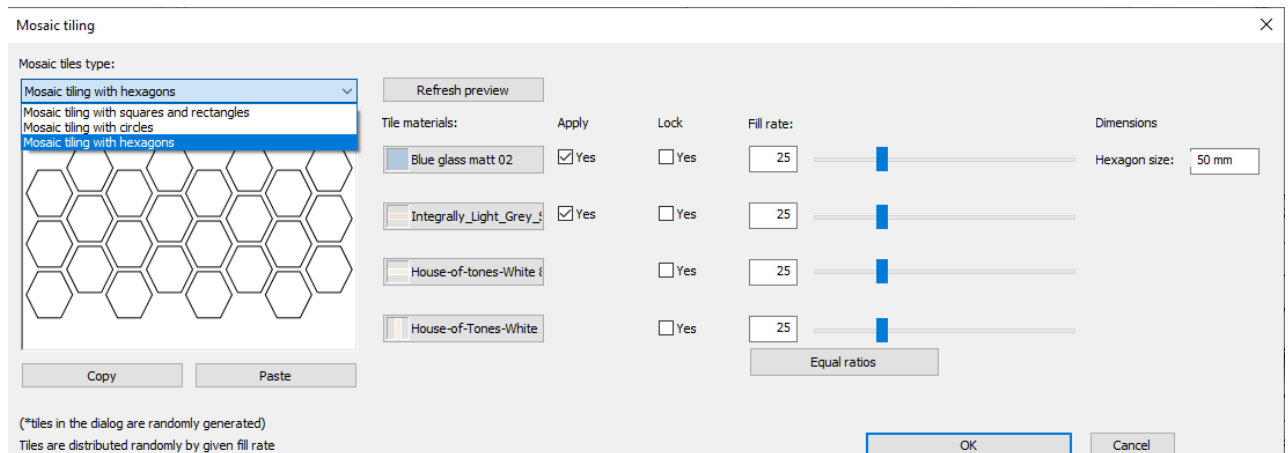 Mosaic tiling
Mosaic tiles type:
Mosaic tiling with hexagons
Mosaic tiling with squares and rectangles
Mosaic tiling with circles
Mosaic tiling with hexagons
Refresh preview
Tile materials: Apply Lock Fill rate: Dimensions
Blue glass matt 02 Yes Yes 25 Hexagon size: 50 mm
Integrally_Light_Grey_S Yes Yes 25
House-of-tones-White 8 Yes 25
House-of-Tones-White Yes 25
Equal ratios
Copy Paste
(*tiles in the dialog are randomly generated)
Tiles are distributed randomly by given fill rate
OK Cancel